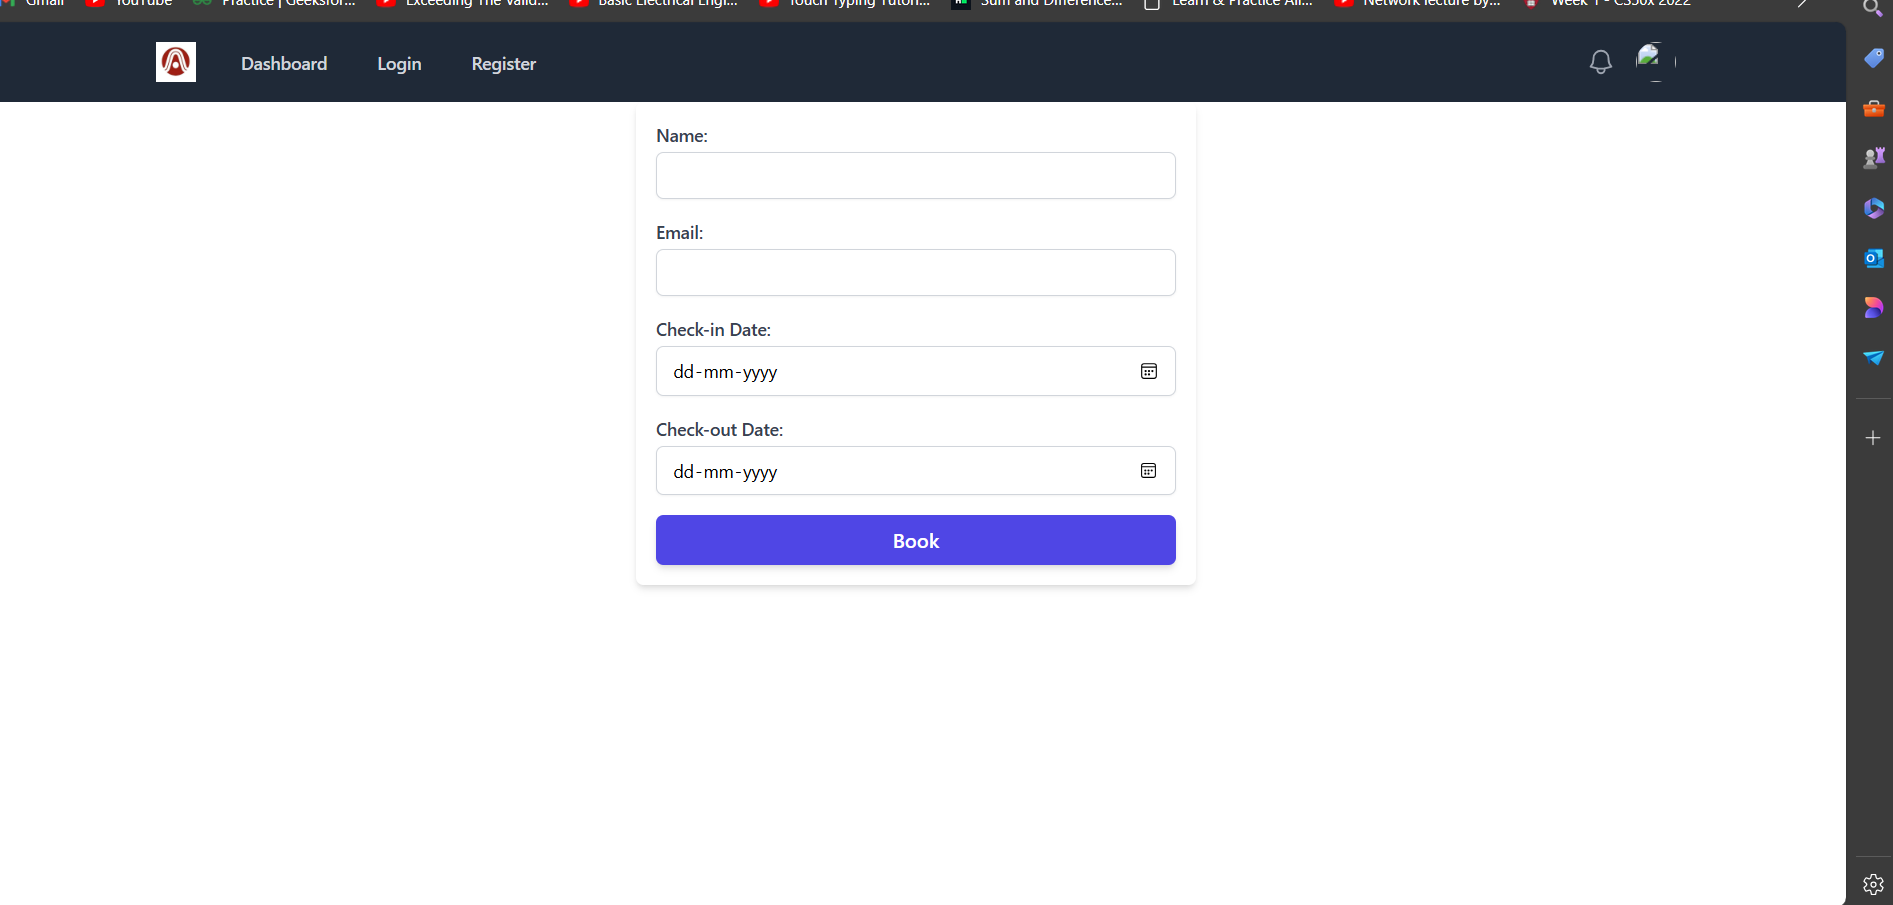 Gmail YouTube Practice | Geeksfor... Exceeding The Valid... Basic Electrical Engi... Touch Typing Tutori... Sum and Difference... Learn & Practice All... Network lecture by... Week 1 - CS50x 2022
Dashboard Login Register
Name:
Email:
Check-in Date:
dd-mm-yyyy
Check-out Date:
dd-mm-yyyy
Book